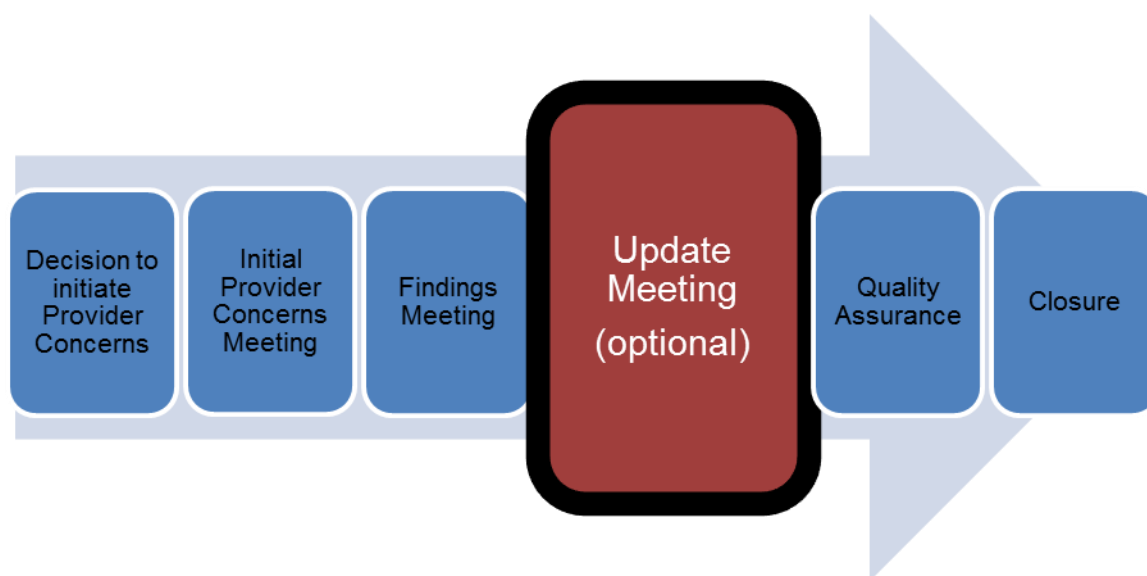 Decision to
initiate
Provider
Concerns
Initial
Provider
Concerns
Meeting
Findings
Meeting
Update
Meeting
(optional)
Quality
Assurance
Closure